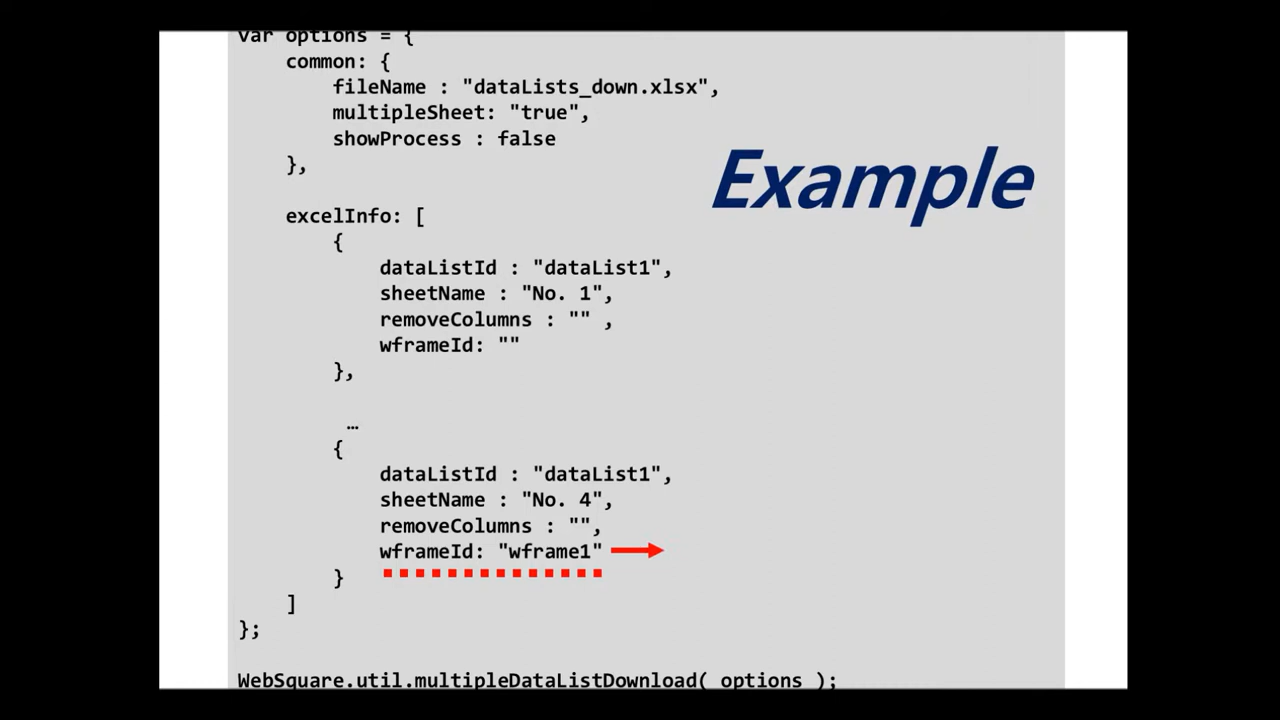 var options = {
common: {
fileName : "dataLists_down.xlsx",
multipleSheet: "true",
showProcess : false
},
Example
excelInfo: [
{
dataListId : "dataList1",
sheetName : "No. 1",
removeColumns : "" ,
wframeId: ""
},
…
{
dataListId : "dataList1",
sheetName : "No. 4",
removeColumns : "",
wframeId: "wframe1"
}
]
};
WebSquare.util.multipleDataListDownload( options );